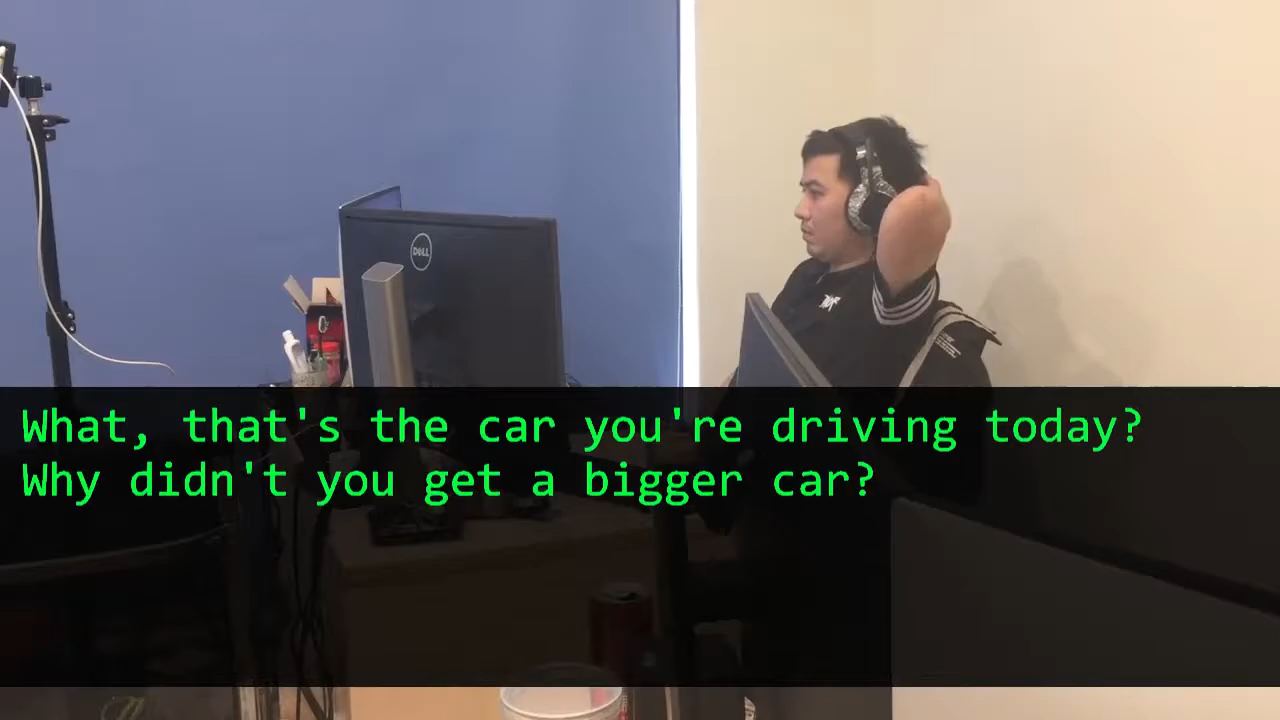 DELL
What, that's the car you're driving today?
Why didn't you get a bigger car?